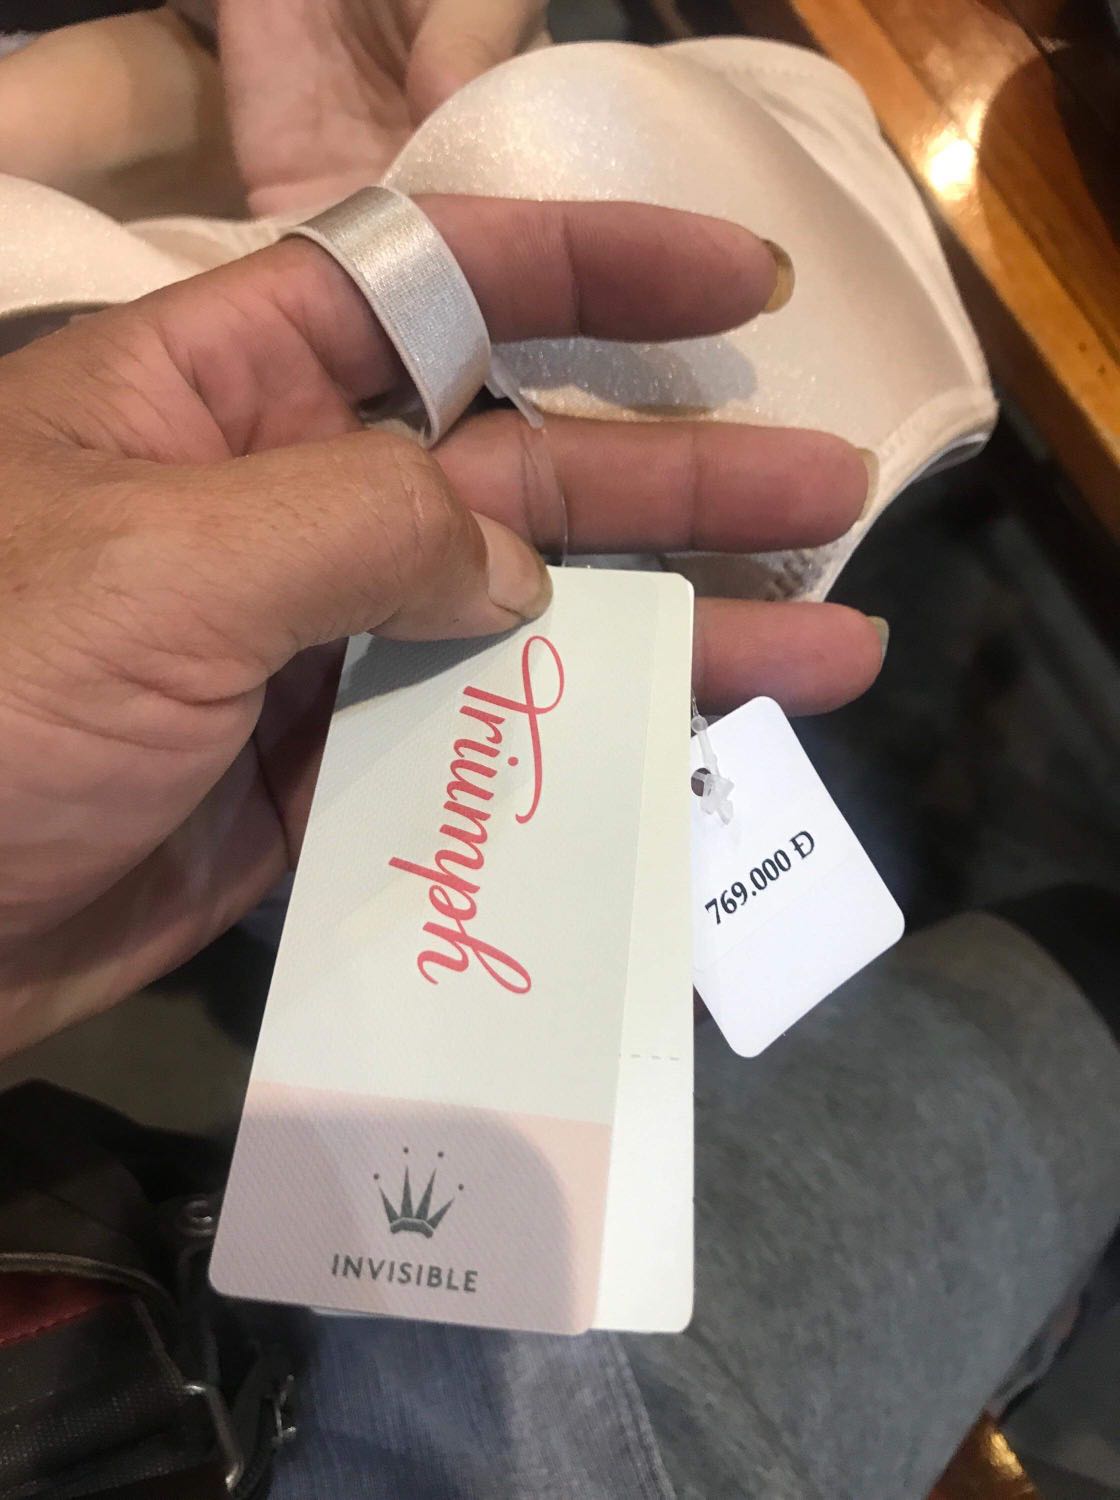 Triumph
INVISIBLE
769.000 Đ